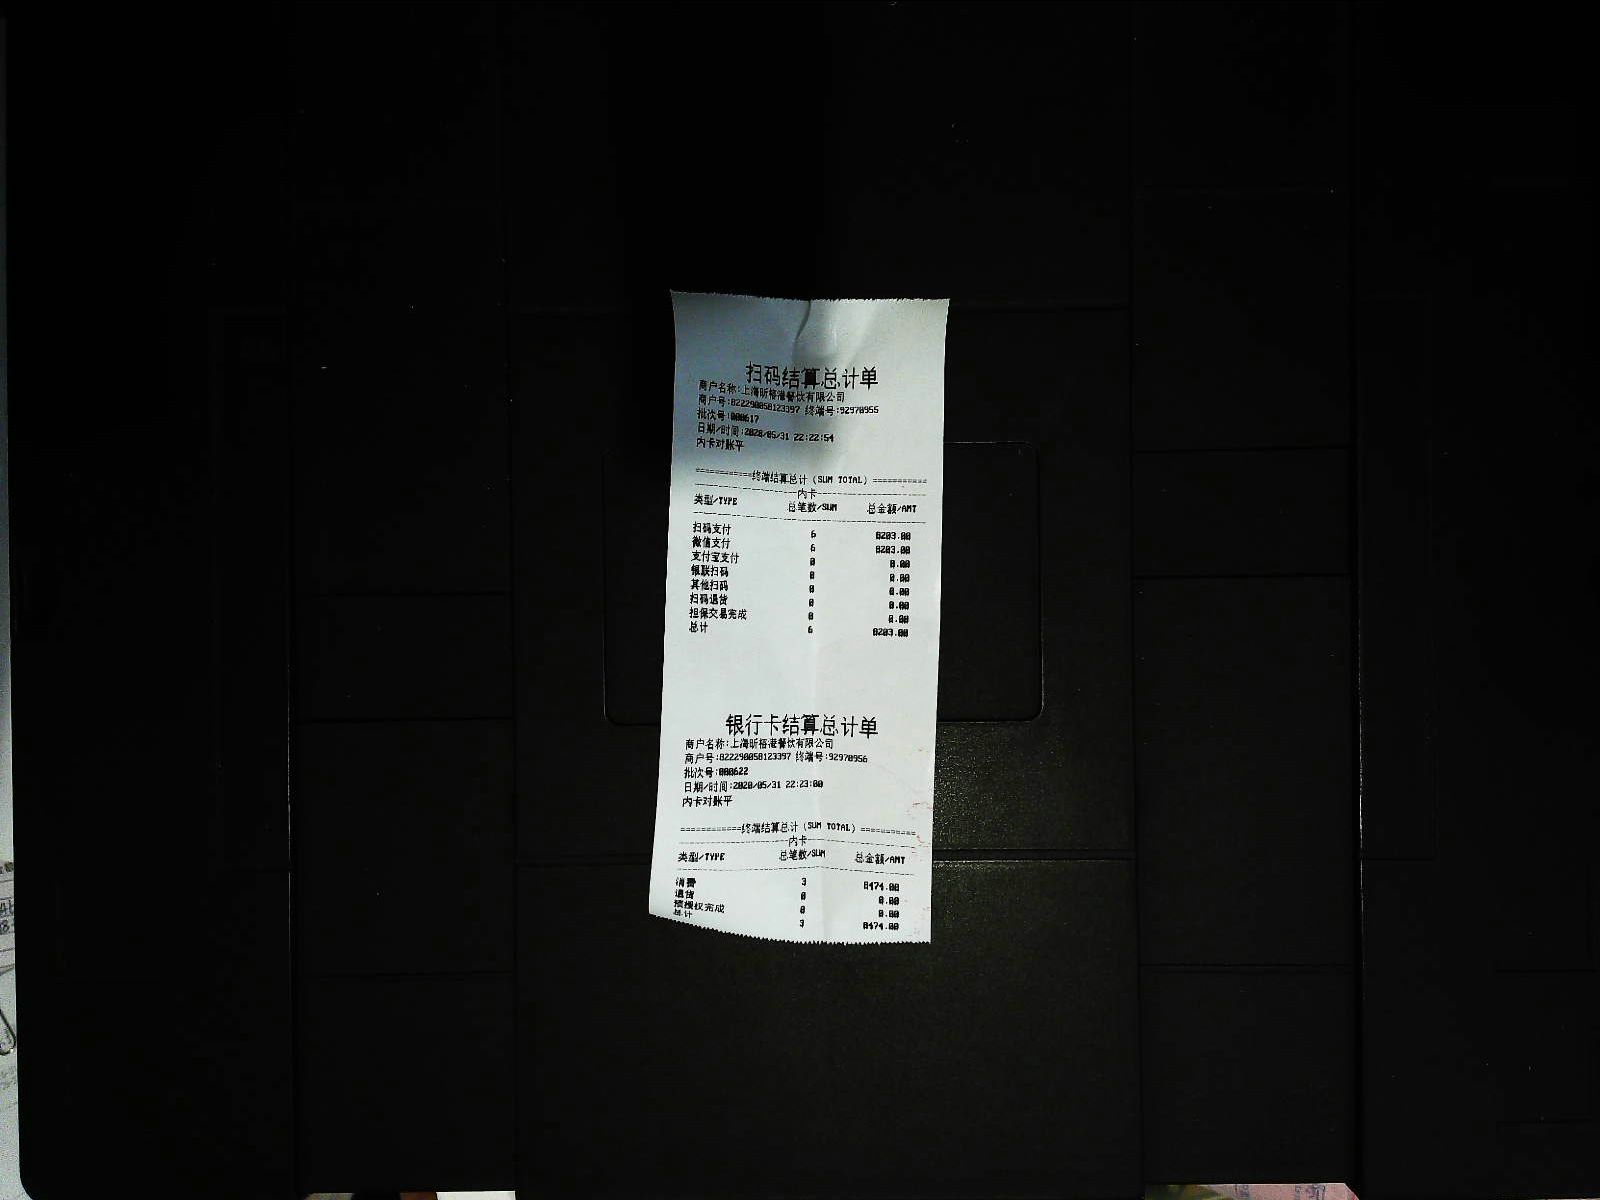 扫码结算总计单
商户名称:上海昕裕港餐饮有限公司
商户号:822290058123397 终端号:92970955
批次号:000617
日期/时间:2020/05/31 22:22:54
内卡对账平
===========终端结算总计(SUM TOTAL)===========
内卡
类型/TYPE 总笔数/SUM 总金额/AMT
扫码支付 6 8203.00
微信支付 6 8203.00
支付宝支付 0 0.00
银联扫码 0 0.00
其他扫码 0 0.00
扫码退货 0 0.00
担保交易完成 0 0.00
总计 6 8203.00
银行卡结算总计单
商户名称:上海昕裕港餐饮有限公司
商户号:822290058123397 终端号:92970956
批次号:000622
日期/时间:2020/05/31 22:23:00
内卡对账平
===========终端结算总计(SUM TOTAL)===========
内卡
类型/TYPE 总笔数/SUM 总金额/AMT
消费 3 8474.00
退货 0 0.00
预授权完成 0 0.00
总计 3 8474.00